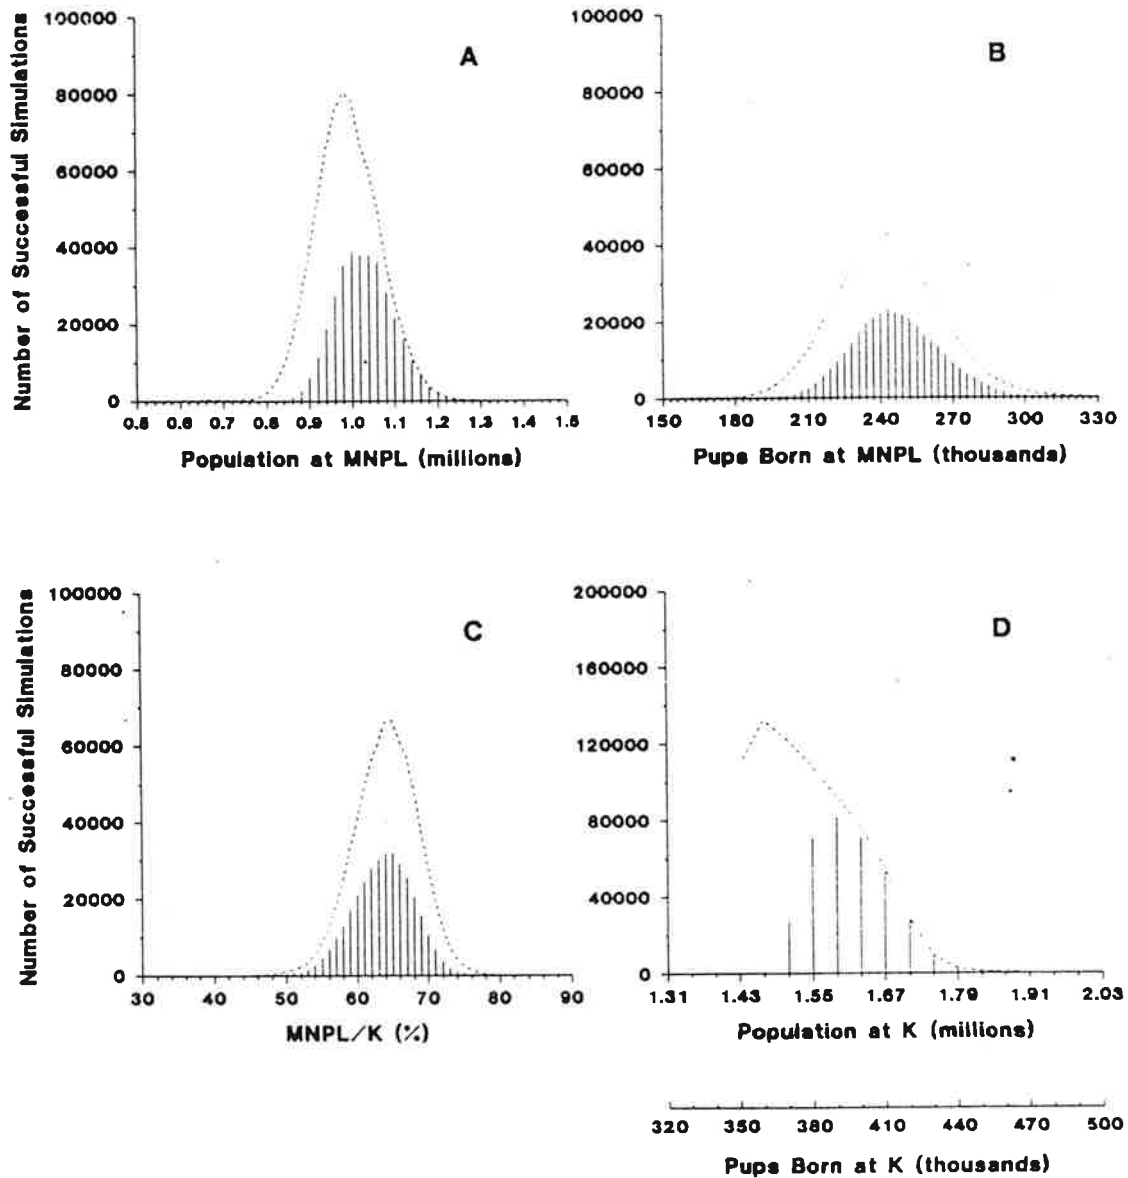 Number of Successful Simulations
100000
80000
60000
40000
20000
0
A
0.5 0.6 0.7 0.8 0.9 1.0 1.1 1.2 1.3 1.4 1.5
Population at MNPL (millions)
100000
80000
60000
40000
20000
0
B
150 180 210 240 270 300 330
Pups Born at MNPL (thousands)
Number of Successful Simulations
100000
80000
60000
40000
20000
0
C
30 40 50 60 70 80 90
MNPL/K (%)
200000
160000
120000
80000
40000
0
D
1.31 1.43 1.55 1.67 1.79 1.91 2.03
Population at K (millions)
320 350 380 410 440 470 500
Pups Born at K (thousands)